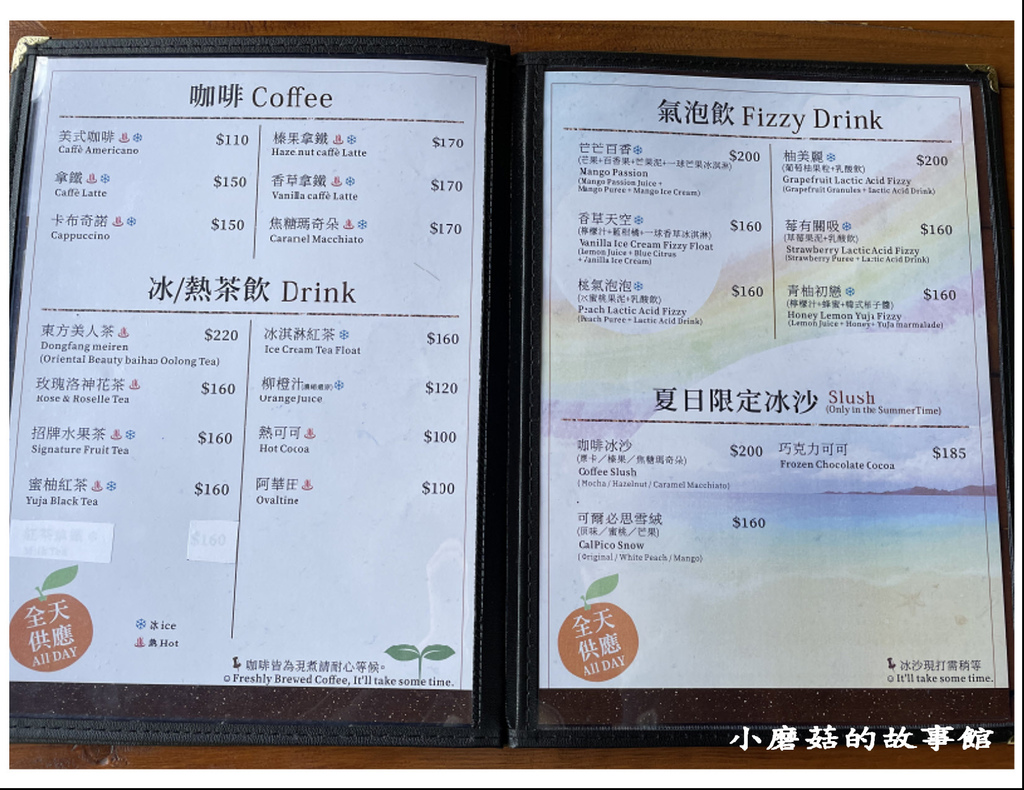 咖啡 Coffee
美式咖啡 $110
Caffè Americano
拿鐵 $150
Caffè Latte
卡布奇諾 $150
Cappuccino
榛果拿鐵 $170
Haze nut caffè Latte
香草拿鐵 $170
Vanilla caffè Latte
焦糖瑪奇朵 $170
Caramel Macchiato
冰/熱茶飲 Drink
東方美人茶 $220
Dongfang meiren
(Oriental Beauty baihao Oolong Tea)
玫瑰洛神花茶 $160
Rose & Roselle Tea
招牌水果茶 $160
Signature Fruit Tea
蜜柚紅茶 $160
Yuja Black Tea
$160
冰淇淋紅茶 $160
Ice Cream Tea Float
柳橙汁 $120
Orange Juice
熱可可 $100
Hot Cocoa
阿華田 $100
Ovaltine
全天
供應
All DAY
冰 ice
熱 Hot
咖啡皆為現煮請耐心等候。
Freshly Brewed Coffee, It'll take some time.
氣泡飲 Fizzy Drink
芒芒百香 $200
(芒果+百香果+芒果泥+一球芒果冰淇淋)
Mango Passion
(Mango Passion Juice +
Mango Puree + Mango Ice Cream)
香草天空 $160
(檸檬汁+藍柑橘+一球香草冰淇淋)
Vanilla Ice Cream Fizzy Float
(Lemon Juice + Blue Citrus
+ Vanilla Ice Cream)
桃氣泡泡 $160
(水蜜桃果泥+乳酸飲)
Peach Lactic Acid Fizzy
(Peach Puree + Lactic Acid Drink)
柚美麗 $200
(葡萄柚果粒+乳酸飲)
Grapefruit Lactic Acid Fizzy
(Grapefruit Granules + Lactic Acid Drink)
莓有關吸 $160
(草莓果泥+乳酸飲)
Strawberry Lactic Acid Fizzy
(Strawberry Puree + Lactic Acid Drink)
青柚初戀 $160
(檸檬汁+蜂蜜+韓式柚子醬)
Honey Lemon Yuja Fizzy
(Lemon Juice + Honey+ Yuja marmalade)
夏日限定冰沙 Slush
(Only in the Summer Time)
咖啡冰沙 $200
(摩卡／榛果／焦糖瑪奇朵)
Coffee Slush
( Mocha / Hazelnut / Caramel Macchiato)
可爾必思雪絨 $160
(原味／蜜桃／芒果)
CalPico Snow
( Original / White Peach / Mango)
巧克力可可 $185
Frozen Chocolate Cocoa
全天
供應
All DAY
冰沙現打需稍等
It'll take some time.
小磨菇的故事館